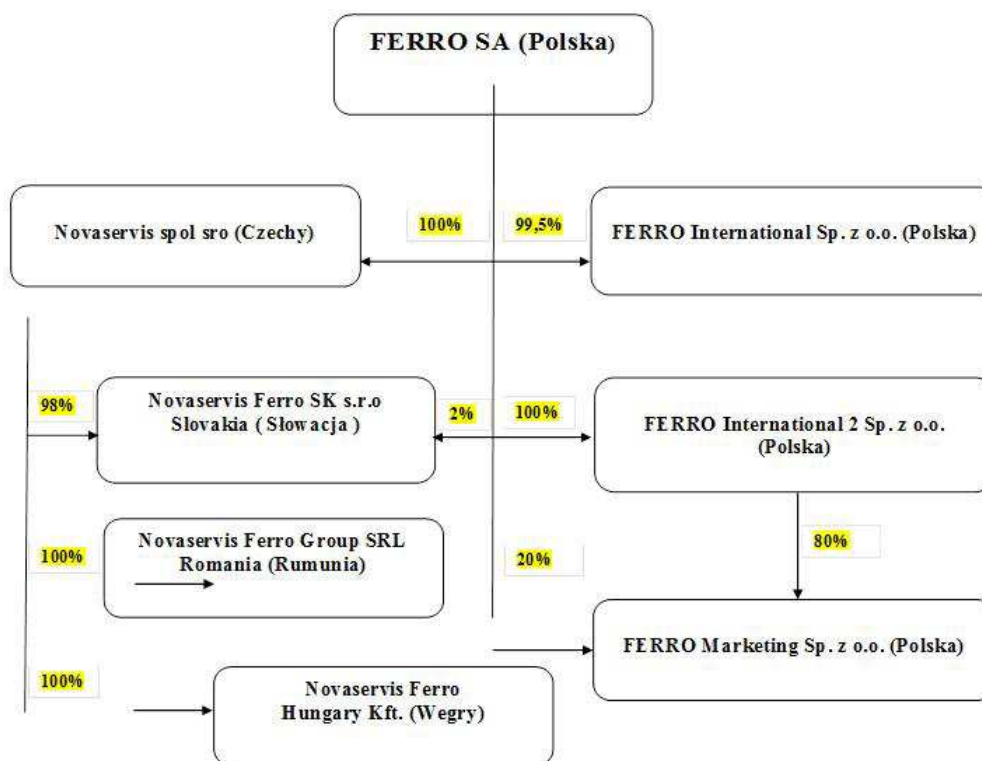 FERRO SA (Polska)
Novaservis spol sro (Czechy)
100%
99,5%
FERRO International Sp. z o.o. (Polska)
98%
Novaservis Ferro SK s.r.o
Slovakia ( Słowacja )
2%
100%
FERRO International 2 Sp. z o.o.
(Polska)
100%
Novaservis Ferro Group SRL
Romania (Rumunia)
20%
80%
FERRO Marketing Sp. z o.o. (Polska)
100%
Novaservis Ferro
Hungary Kft. (Wegry)